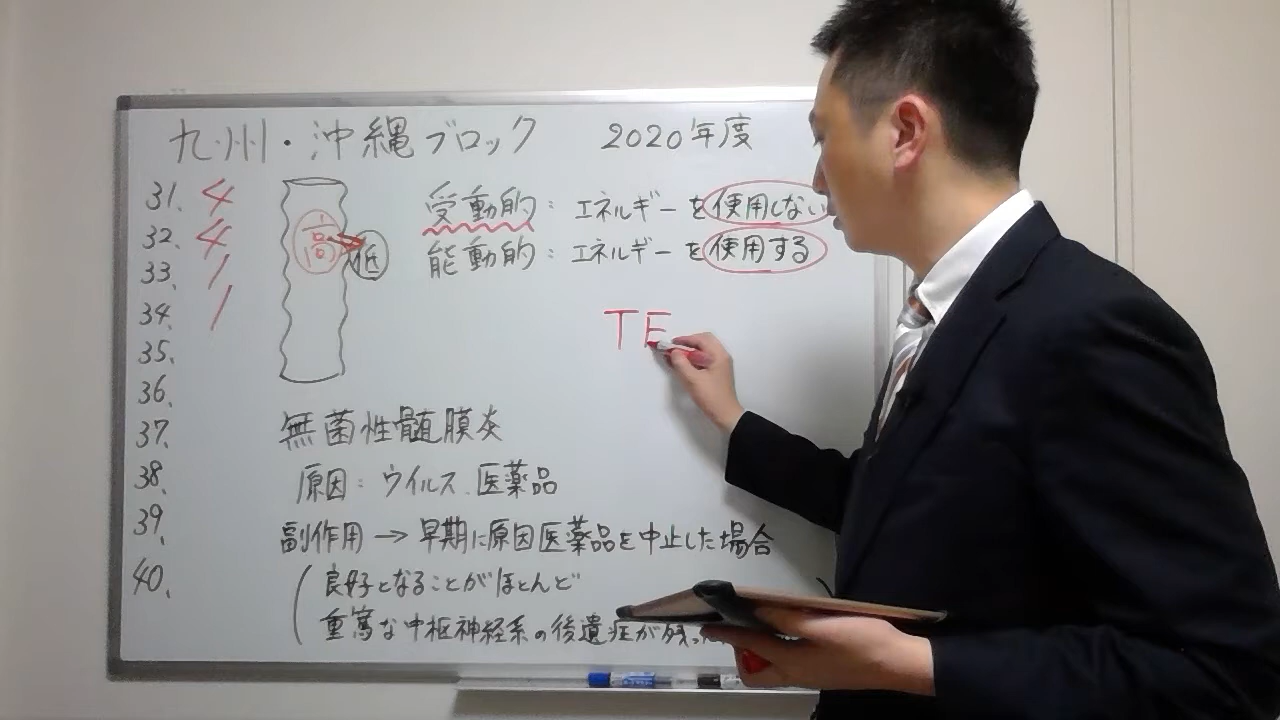 九州・沖縄ブロック 2020年度
31. 4
32. 4
33. 1
34. 1
35.
36.
37.
38.
39.
40.
高
低
受動的：エネルギーを使用しない
能動的：エネルギーを使用する
TE
無菌性髄膜炎
原因：ウイルス、医薬品
副作用→早期に原因医薬品を中止した場合
良好となることがほとんど
重篤な中枢神経系の後遺症が残った